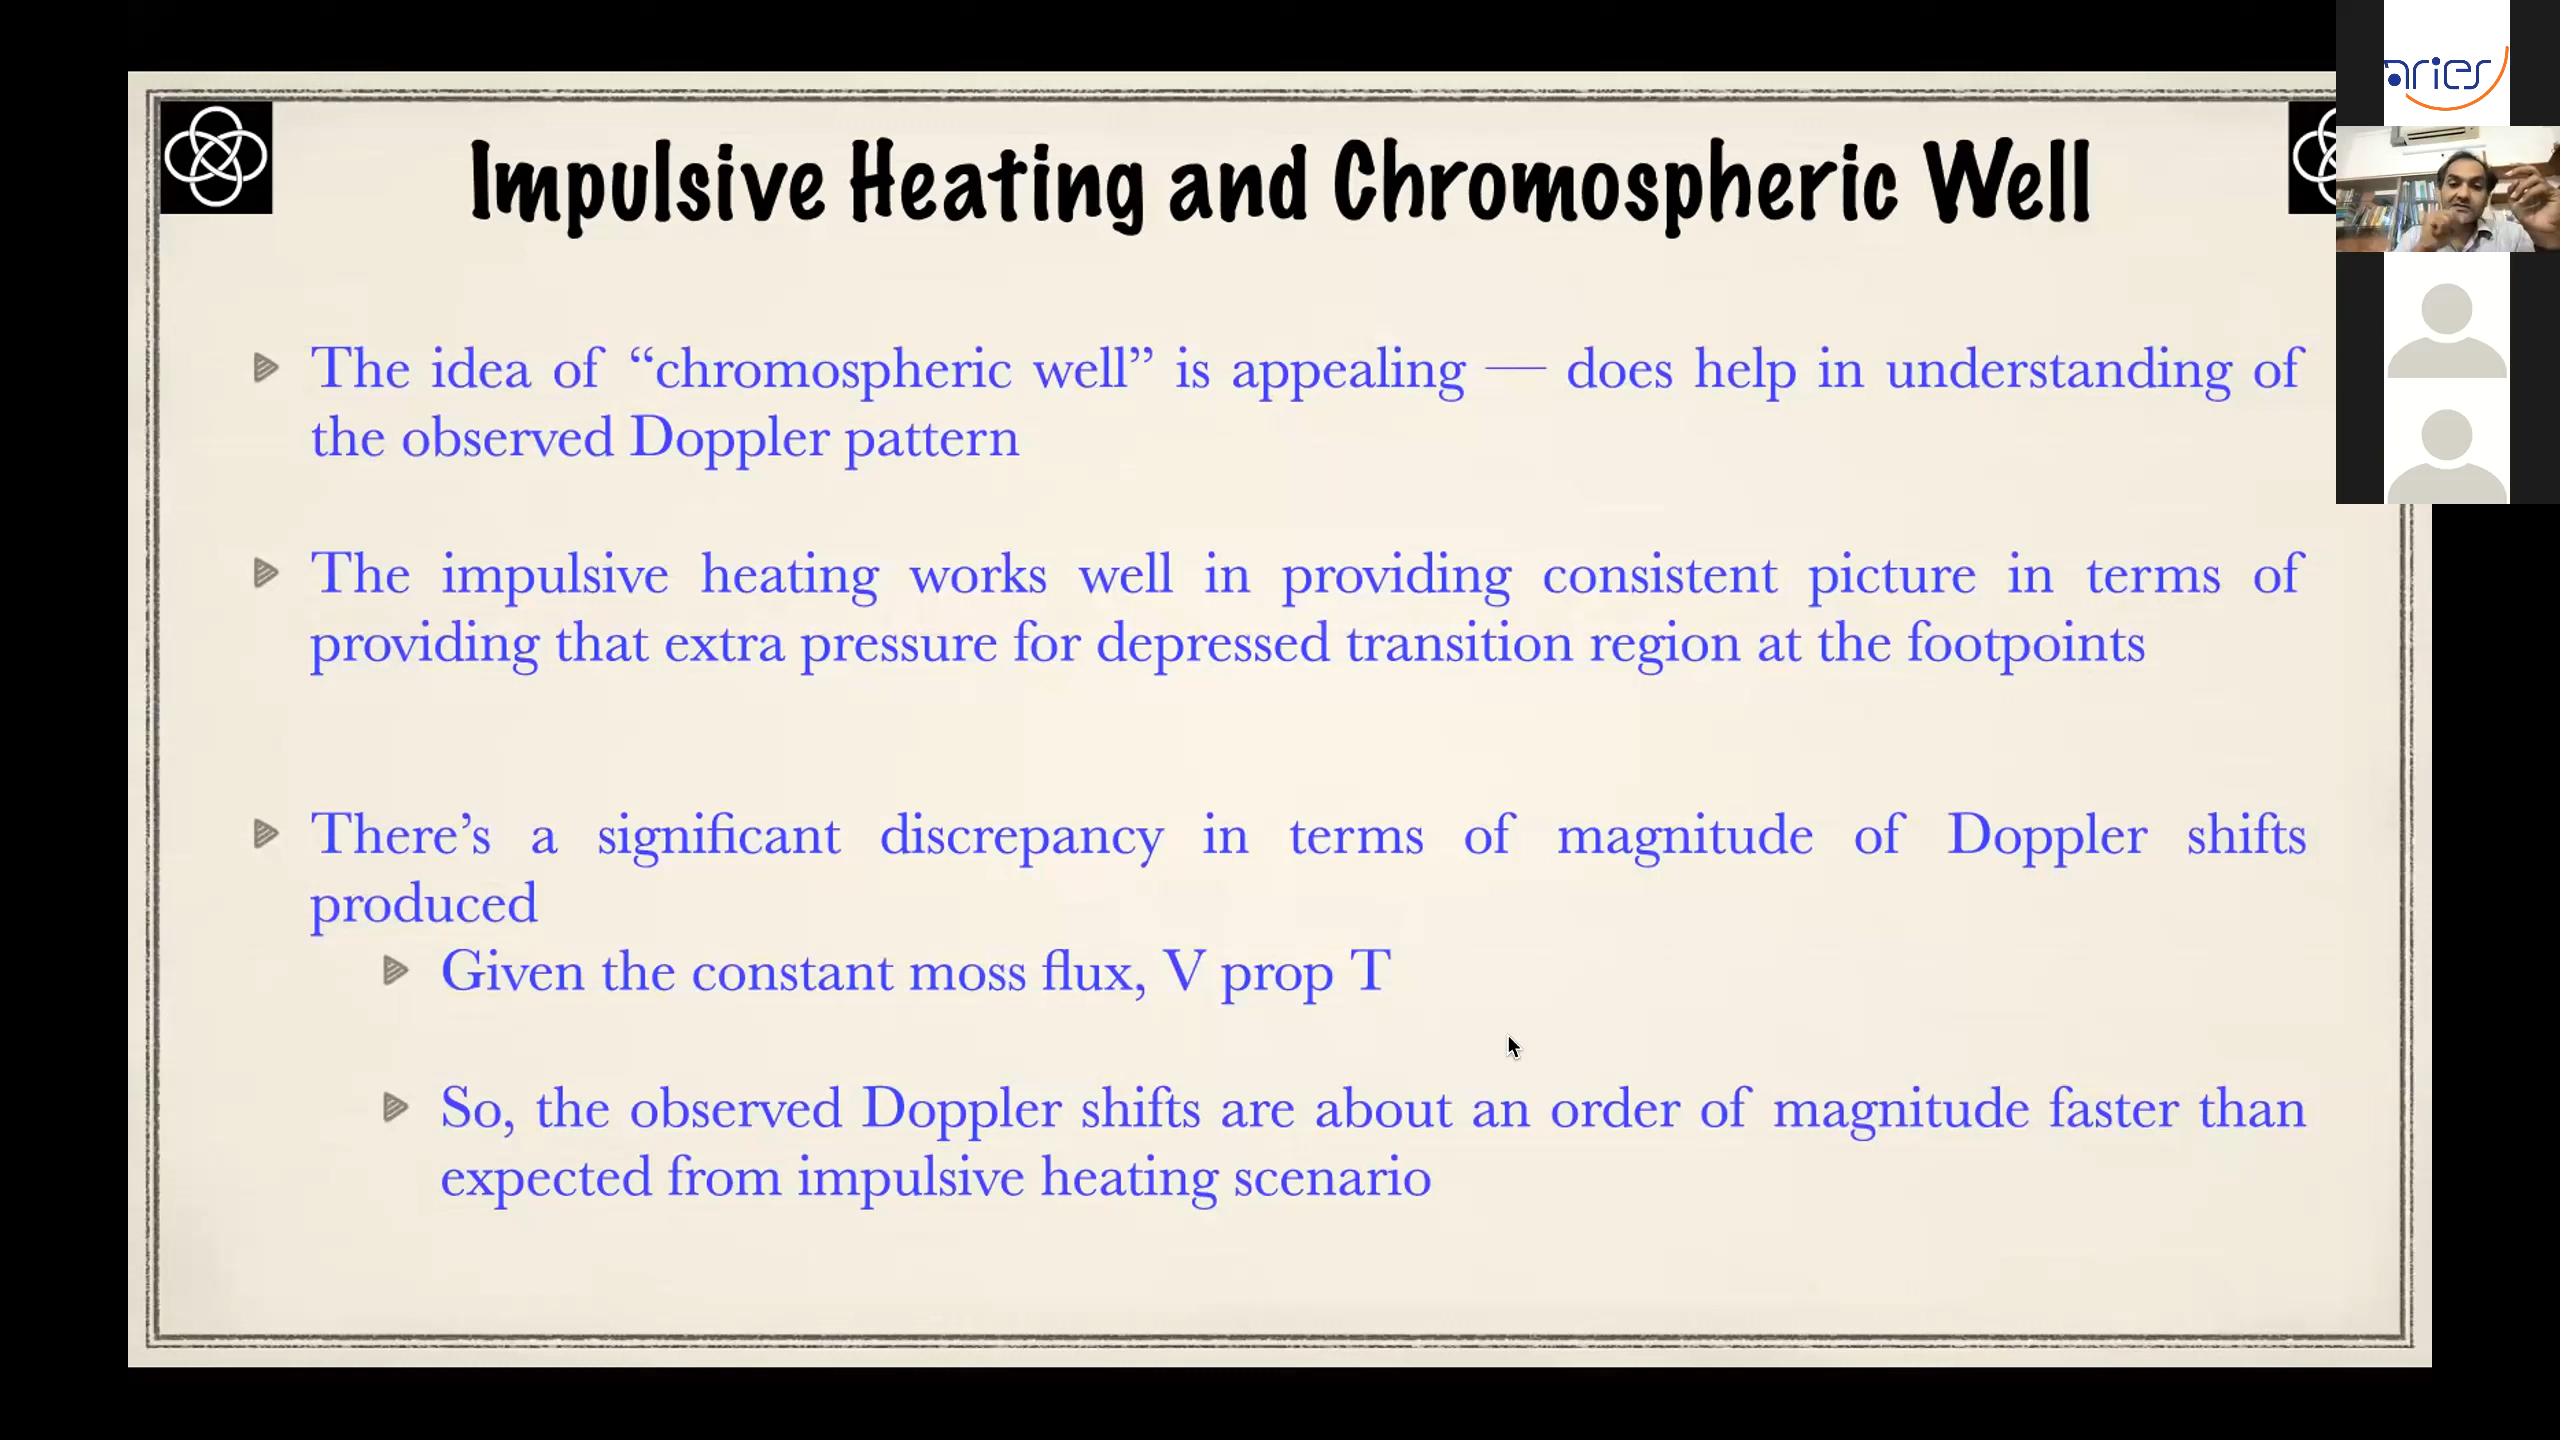 aries
Impulsive Heating and Chromospheric Well
The idea of “chromospheric well” is appealing — does help in understanding of
the observed Doppler pattern
The impulsive heating works well in providing consistent picture in terms of
providing that extra pressure for depressed transition region at the footpoints
There’s a significant discrepancy in terms of magnitude of Doppler shifts
produced
Given the constant moss flux, V prop T
So, the observed Doppler shifts are about an order of magnitude faster than
expected from impulsive heating scenario